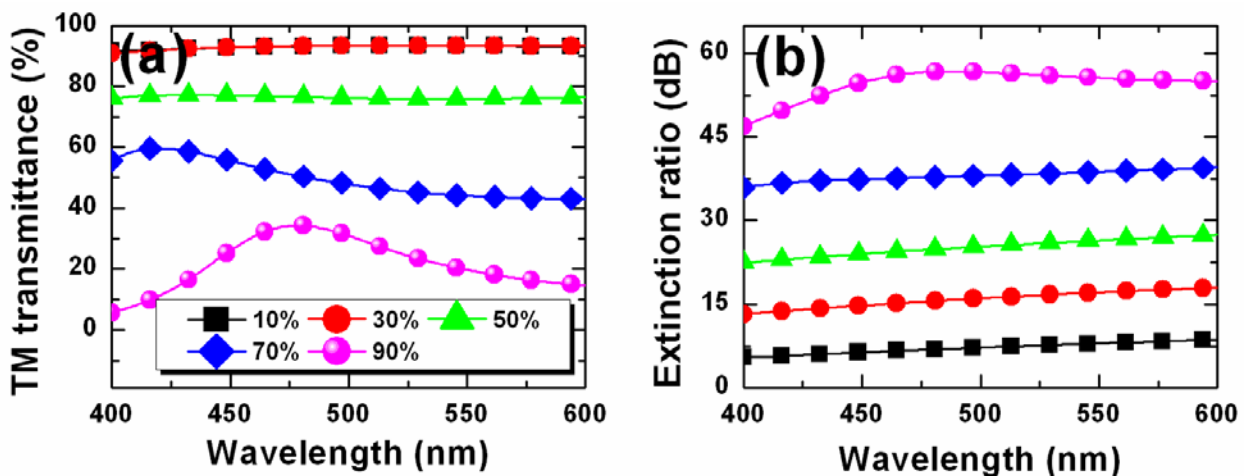 (a)
TM transmittance (%)
100
80
60
40
20
0
10% 30% 50%
70% 90%
400 450 500 550 600
Wavelength (nm)
(b)
Extinction ratio (dB)
60
45
30
15
0
400 450 500 550 600
Wavelength (nm)